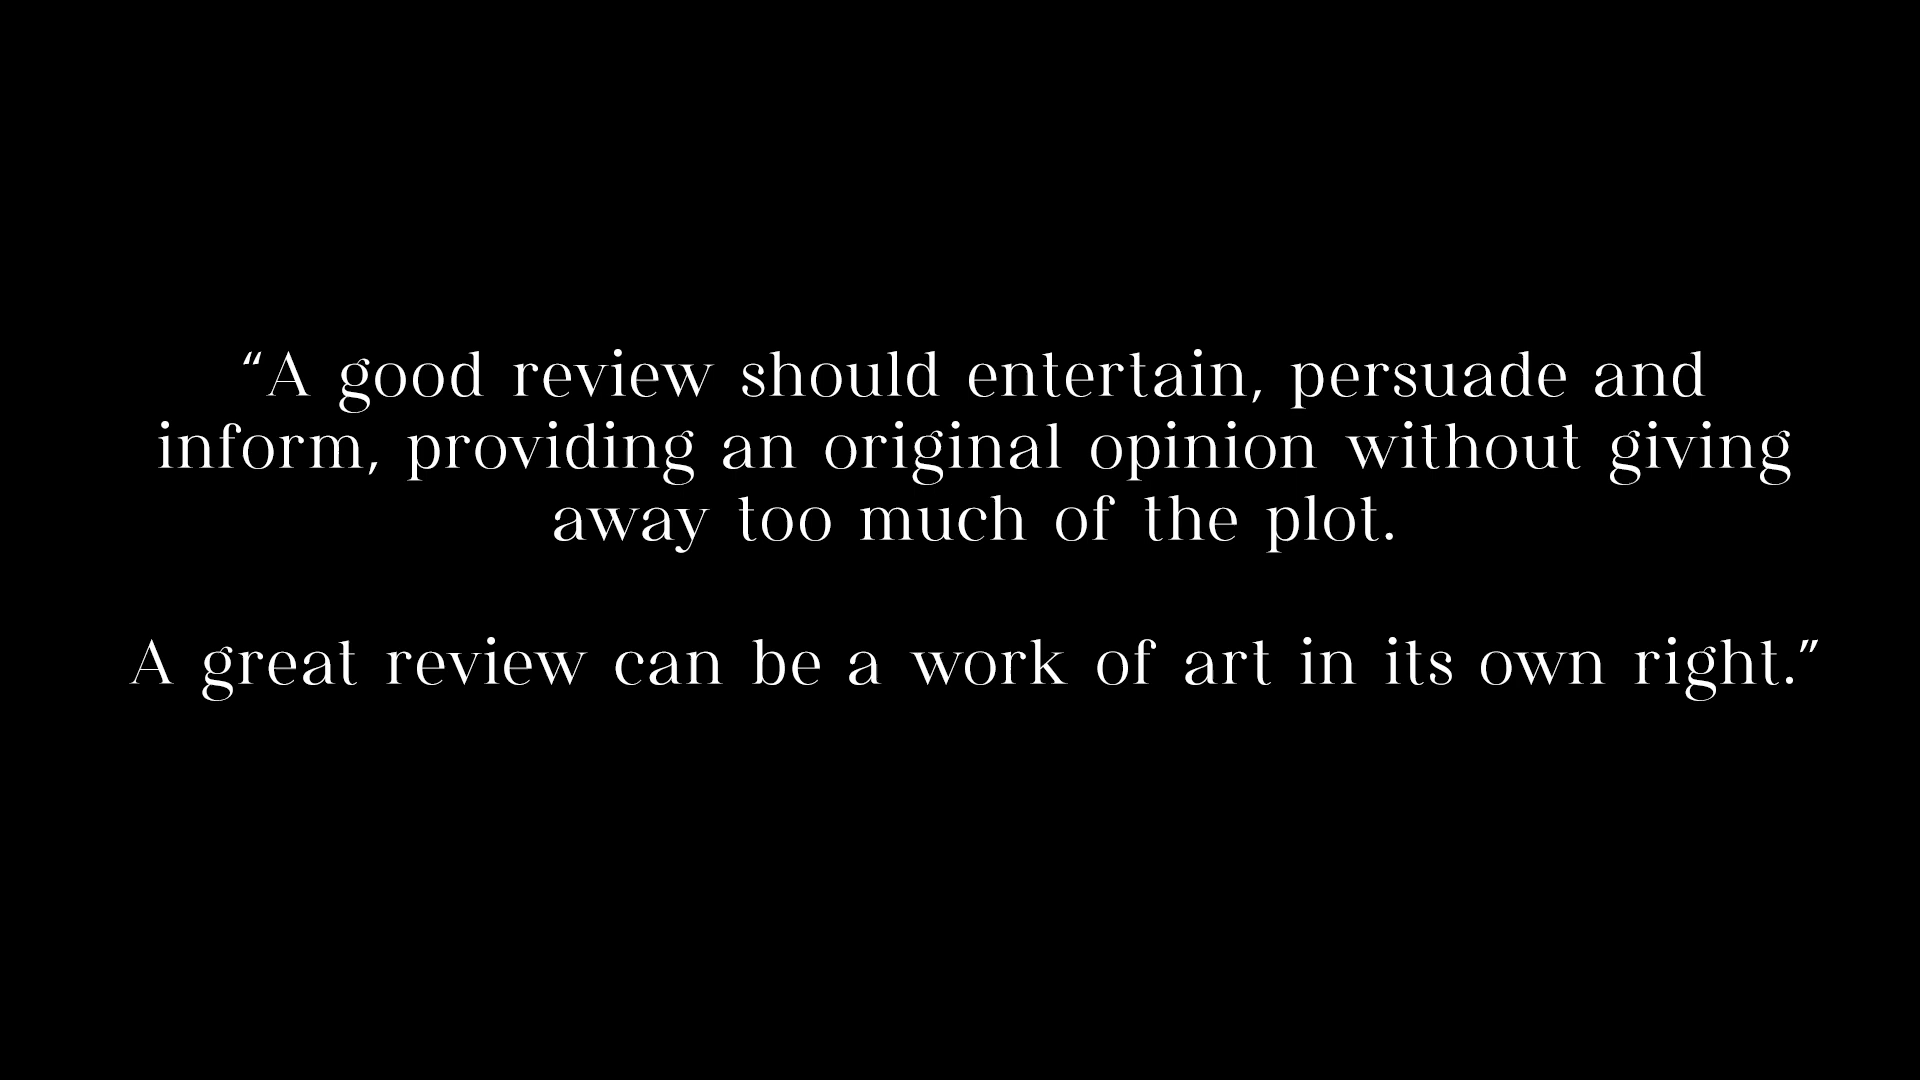 “A good review should entertain, persuade and
inform, providing an original opinion without giving
away too much of the plot.
A great review can be a work of art in its own right.”